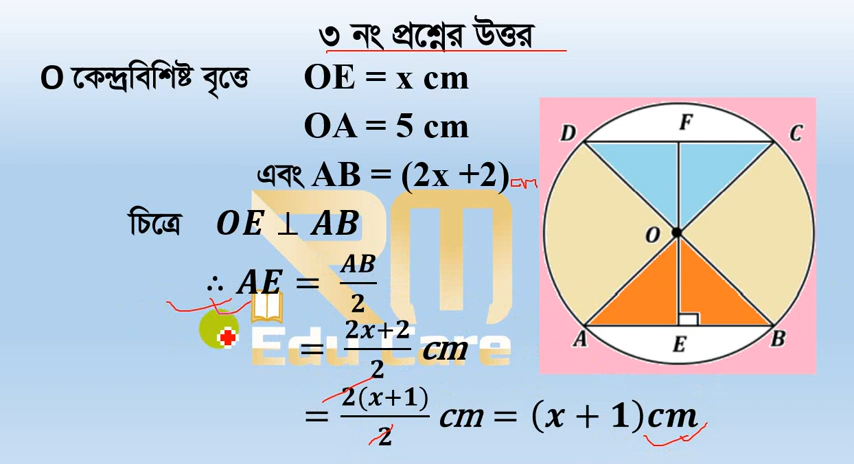 ৩ নং প্রশ্নের উত্তর
O কেন্দ্রবিশিষ্ট বৃত্তে OE = x cm
OA = 5 cm
এবং AB = (2x +2) cm
চিত্রে OE ⊥ AB
∴ AE = AB/2
= 2x+2/2 cm
= 2(x+1)/2 cm = (x + 1)cm
D F C
O
A E B
RM
Edu Care